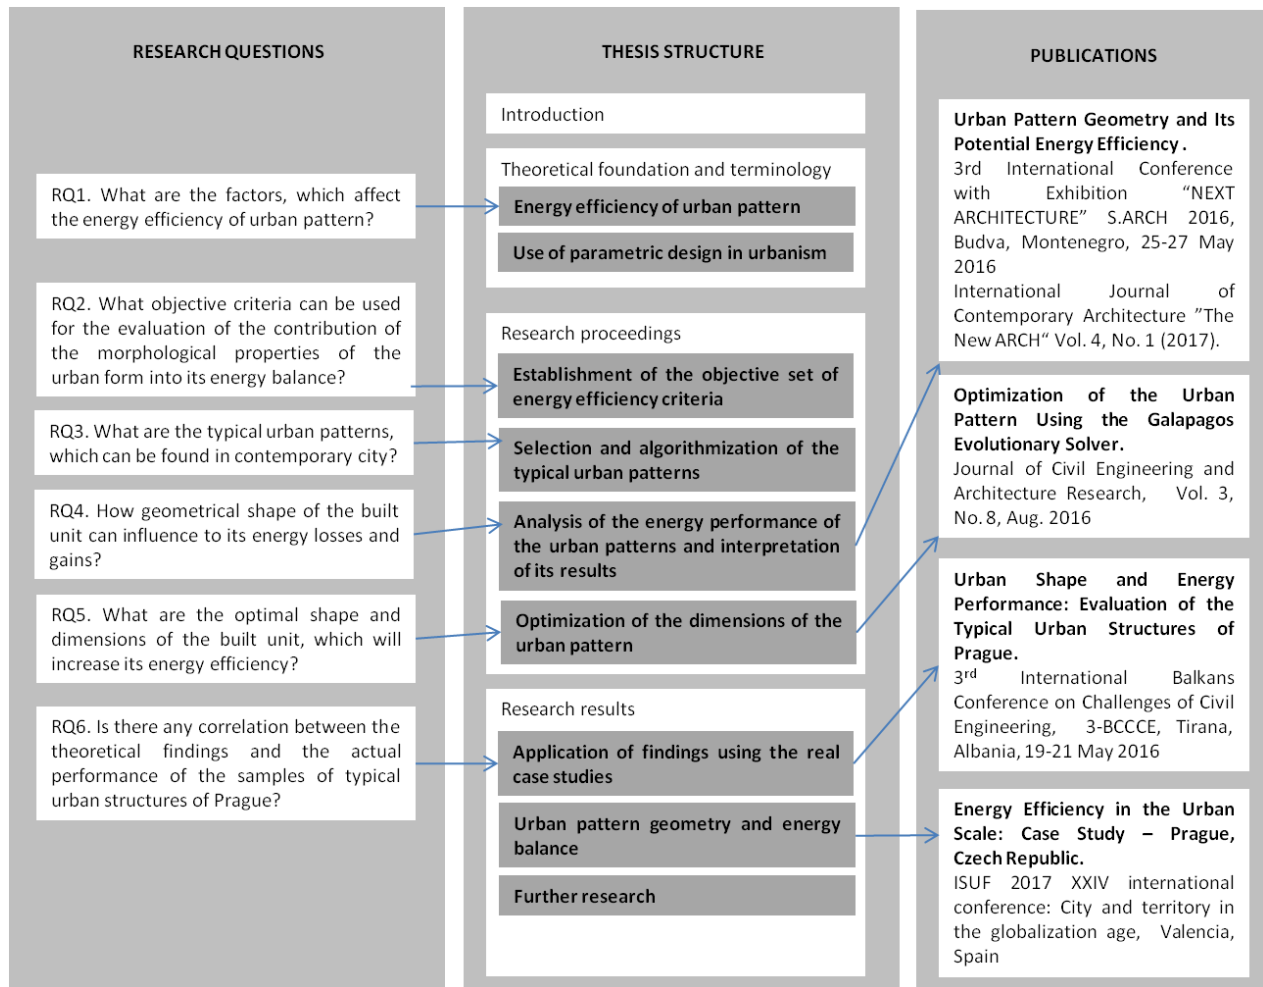 RESEARCH QUESTIONS
RQ1. What are the factors, which affect
the energy efficiency of urban pattern?
RQ2. What objective criteria can be used
for the evaluation of the contribution of
the morphological properties of the
urban form into its energy balance?
RQ3. What are the typical urban patterns,
which can be found in contemporary city?
RQ4. How geometrical shape of the built
unit can influence to its energy losses and
gains?
RQ5. What are the optimal shape and
dimensions of the built unit, which will
increase its energy efficiency?
RQ6. Is there any correlation between the
theoretical findings and the actual
performance of the samples of typical
urban structures of Prague?
THESIS STRUCTURE
Introduction
Theoretical foundation and terminology
Energy efficiency of urban pattern
Use of parametric design in urbanism
Research proceedings
Establishment of the objective set of
energy efficiency criteria
Selection and algorithmization of the
typical urban patterns
Analysis of the energy performance of
the urban patterns and interpretation
of its results
Optimization of the dimensions of the
urban pattern
Research results
Application of findings using the real
case studies
Urban pattern geometry and energy
balance
Further research
PUBLICATIONS
Urban Pattern Geometry and Its
Potential Energy Efficiency .
3rd International Conference
with Exhibition “NEXT
ARCHITECTURE” S.ARCH 2016,
Budva, Montenegro, 25-27 May
2016
International Journal of
Contemporary Architecture ”The
New ARCH“ Vol. 4, No. 1 (2017).
Optimization of the Urban
Pattern Using the Galapagos
Evolutionary Solver.
Journal of Civil Engineering and
Architecture Research, Vol. 3,
No. 8, Aug. 2016
Urban Shape and Energy
Performance: Evaluation of the
Typical Urban Structures of
Prague.
3rd International Balkans
Conference on Challenges of Civil
Engineering, 3-BCCCE, Tirana,
Albania, 19-21 May 2016
Energy Efficiency in the Urban
Scale: Case Study – Prague,
Czech Republic.
ISUF 2017 XXIV international
conference: City and territory in
the globalization age, Valencia,
Spain